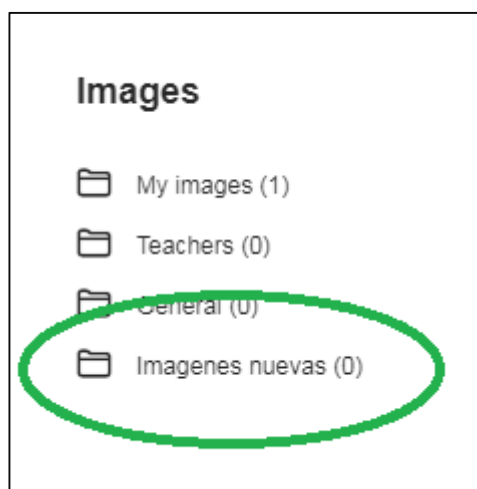 Images
My images (1)
Teachers (0)
General (0)
Imagenes nuevas (0)